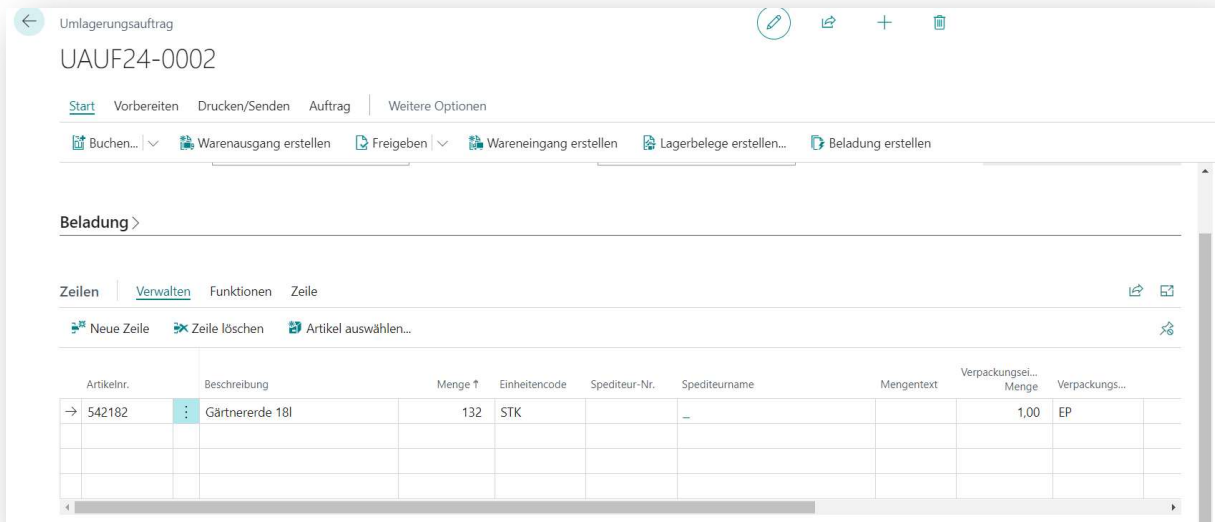 Umlagerungsauftrag
UAUF24-0002
Start Vorbereiten Drucken/Senden Auftrag Weitere Optionen
Buchen... Warenausgang erstellen Freigeben Wareneingang erstellen Lagerbelege erstellen... Beladung erstellen
Beladung
Zeilen Verwalten Funktionen Zeile
Neue Zeile Zeile löschen Artikel auswählen...
Artikelnr. Beschreibung Menge ↑ Einheitencode Spediteur-Nr. Spediteurname Mengentext Verpackungsei... Menge Verpackungs...
→ 542182 Gärtnererde 18l 132 STK _ 1,00 EP